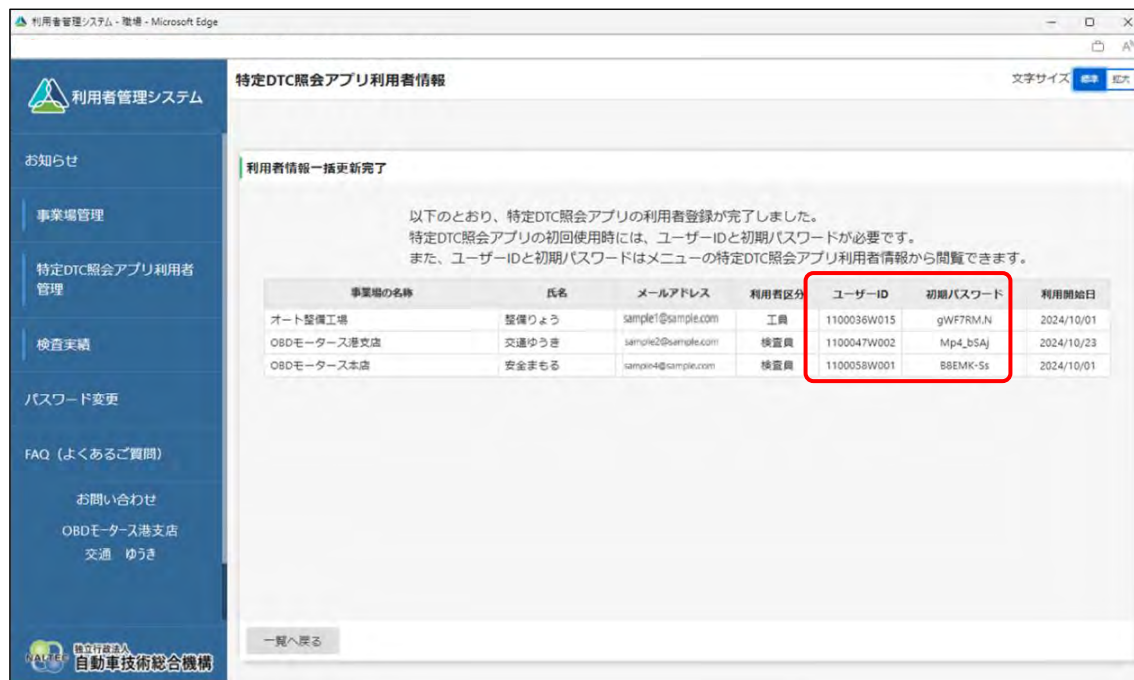 利用者管理システム - 職場 - Microsoft Edge
利用者管理システム
特定DTC照会アプリ利用者情報
文字サイズ 標準 拡大
お知らせ
事業場管理
特定DTC照会アプリ利用者
管理
検査実績
パスワード変更
FAQ（よくあるご質問）
お問い合わせ
OBDモータース港支店
交通 ゆうき
独立行政法人
自動車技術総合機構
NALTEC
利用者情報一括更新完了
以下のとおり、特定DTC照会アプリの利用者登録が完了しました。
特定DTC照会アプリの初回使用時には、ユーザーIDと初期パスワードが必要です。
また、ユーザーIDと初期パスワードはメニューの特定DTC照会アプリ利用者情報から閲覧できます。
事業場の名称 氏名 メールアドレス 利用者区分 ユーザーID 初期パスワード 利用開始日
オート整備工場 整備りょう sample1@sample.com 工員 1100036W015 gWF7RM.N 2024/10/01
OBDモータース港支店 交通ゆうき sample2@sample.com 検査員 1100047W002 Mp4_bSAj 2024/10/23
OBDモータース本店 安全まもる sample4@sample.com 検査員 1100058W001 B8EMK-Ss 2024/10/01
一覧へ戻る